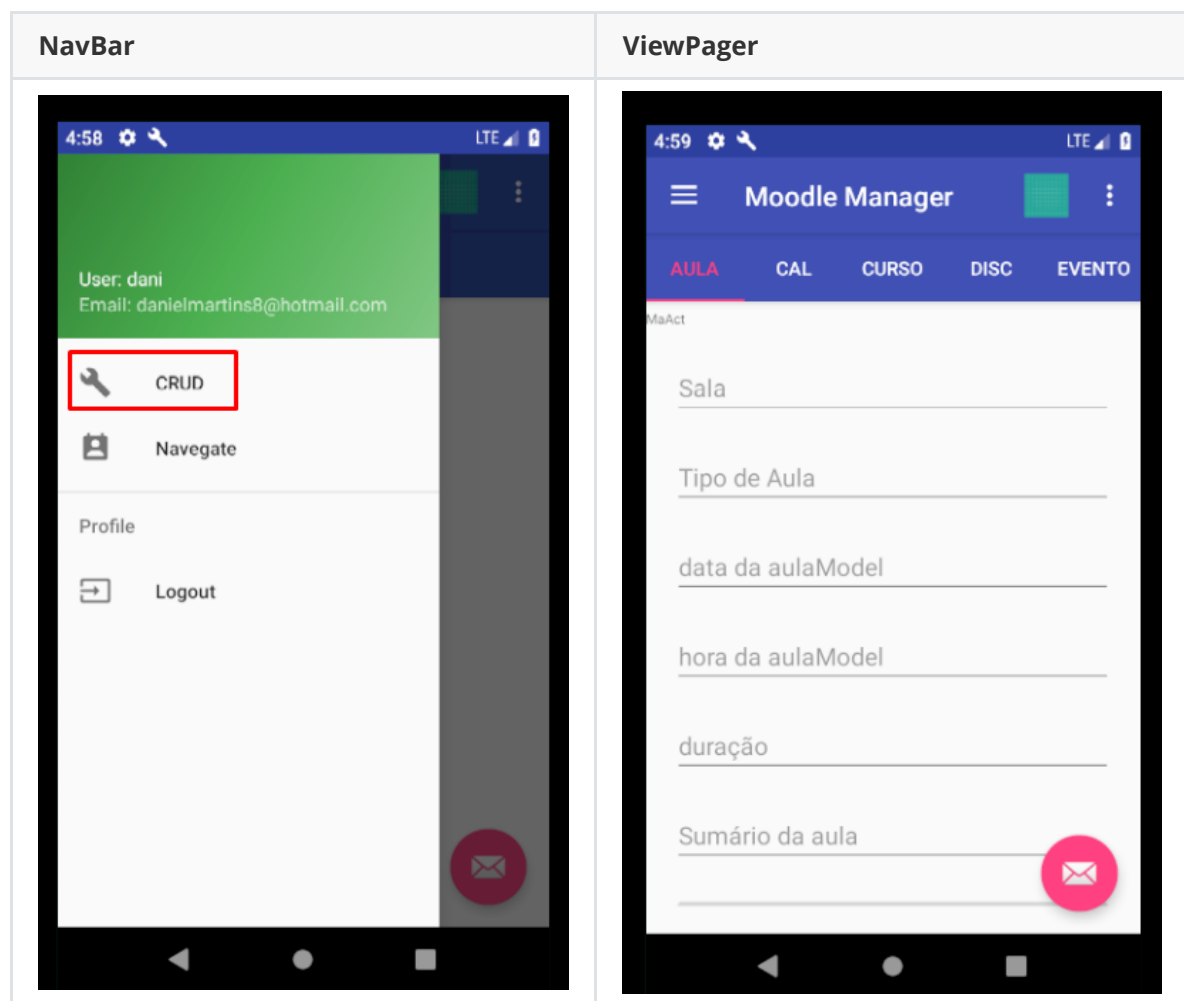 NavBar
ViewPager
4:58 LTE
User: dani
Email: danielmartins8@hotmail.com
CRUD
Navegate
Profile
Logout
4:59 LTE
Moodle Manager
AULA CAL CURSO DISC EVENTO
MaAct
Sala
Tipo de Aula
data da aulaModel
hora da aulaModel
duração
Sumário da aula